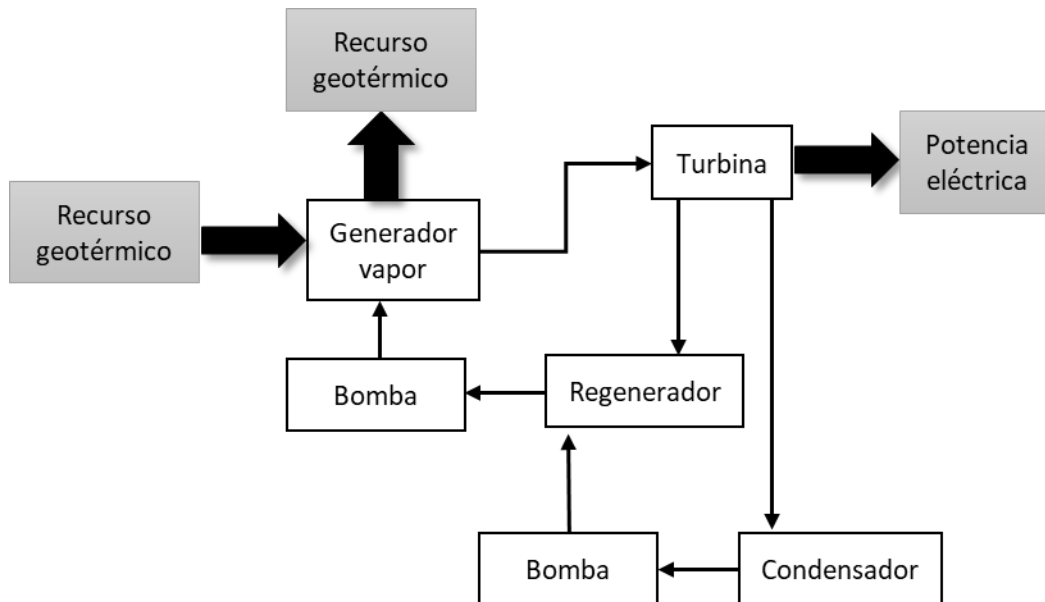 Recurso
geotérmico
Turbina
Potencia
eléctrica
Recurso
geotérmico
Generador
vapor
Bomba
Regenerador
Bomba
Condensador